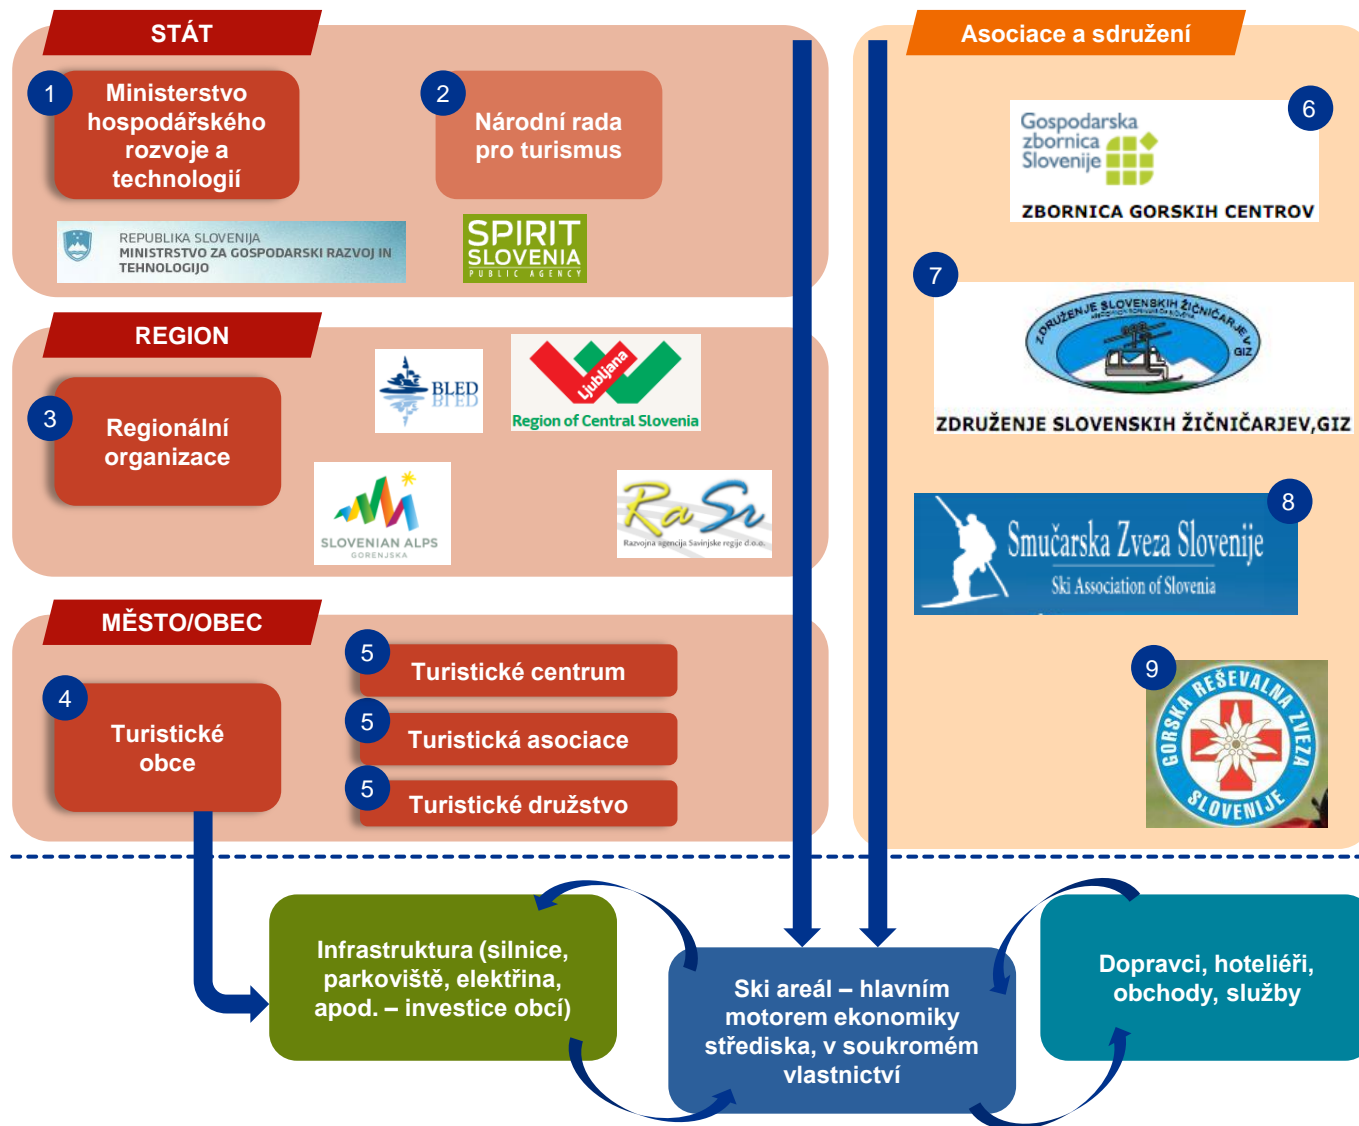 STÁT
1
Ministerstvo
hospodářského
rozvoje a
technologií
2
Národní rada
pro turismus
REPUBLIKA SLOVENIJA
MINISTRSTVO ZA GOSPODARSKI RAZVOJ IN
TEHNOLOGIJO
SPIRIT
SLOVENIA
PUBLIC AGENCY
REGION
3
Regionální
organizace
BLED
Ljubljana
Region of Central Slovenia
SLOVENIAN ALPS
GORENJSKA
RaSr
Razvojna agencija Savinjske regije d.o.o.
MĚSTO/OBEC
4
Turistické
obce
5
Turistické centrum
5
Turistická asociace
5
Turistické družstvo
Asociace a sdružení
6
Gospodarska
zbornica
Slovenije
ZBORNICA GORSKIH CENTROV
7
ZDRUŽENJE SLOVENSKIH ŽIČNIČARJEV,
GIZ
ZDRUŽENJE SLOVENSKIH ŽIČNIČARJEV,GIZ
8
Smučarska Zveza Slovenije
Ski Association of Slovenia
9
GORSKA REŠEVALNA ZVEZA
SLOVENIJE
Infrastruktura (silnice,
parkoviště, elektřina,
apod. – investice obcí)
Ski areál – hlavním
motorem ekonomiky
střediska, v soukromém
vlastnictví
Dopravci, hoteliéři,
obchody, služby